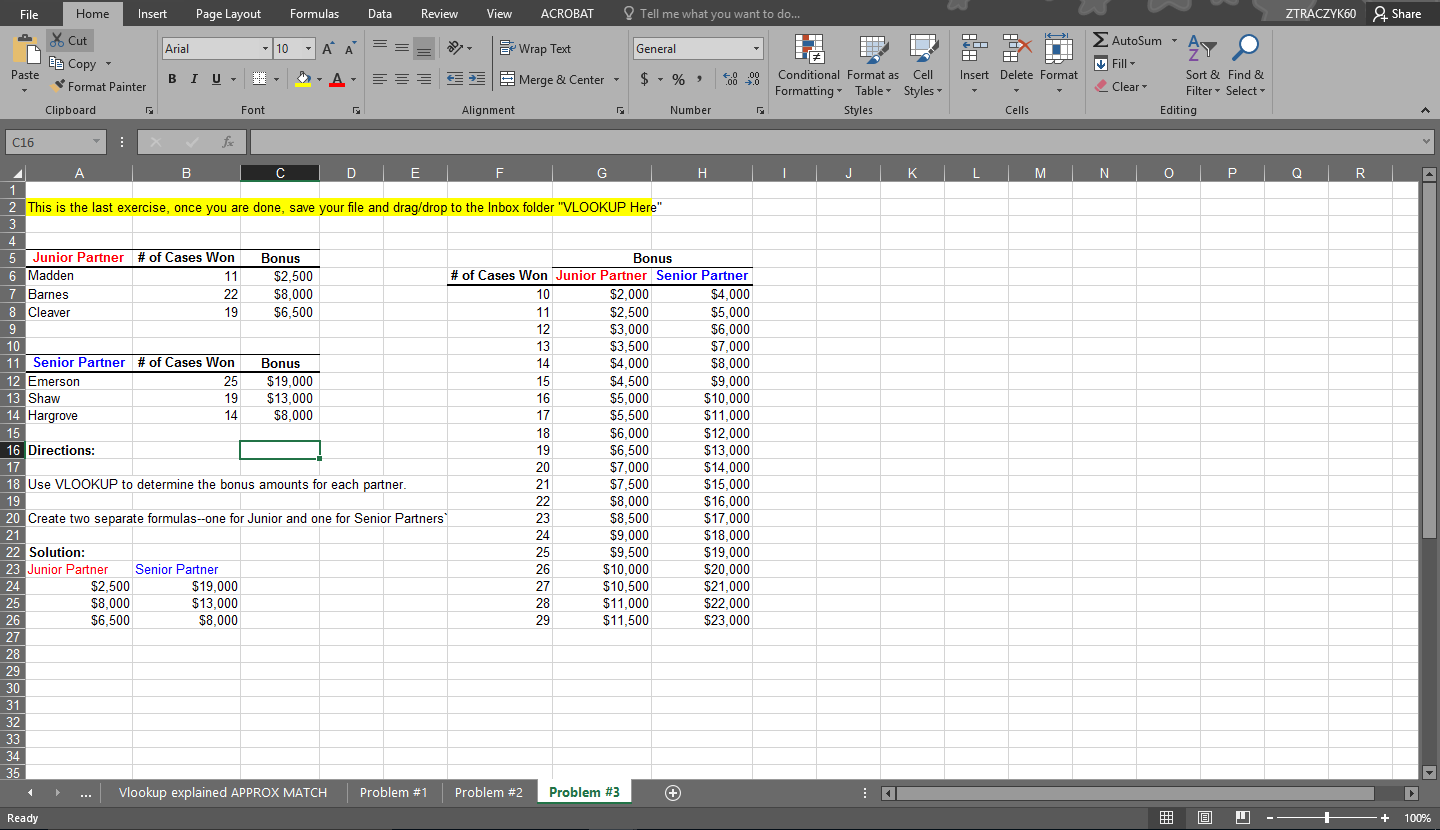 File Home Insert Page Layout Formulas Data Review View ACROBAT Tell me what you want to do... ZTRACZYK60 Share
Paste Cut Copy Format Painter Clipboard
Arial 10 A A B I U A Font
Wrap Text Merge & Center Alignment
General $ % , .00 .00 Number
Conditional Formatting Format as Table Cell Styles Styles
Insert Delete Format Cells
AutoSum Fill Clear Sort & Filter Find & Select Editing
C16 fx
A B C D E F G H I J K L M N O P Q R
1
2 This is the last exercise, once you are done, save your file and drag/drop to the Inbox folder "VLOOKUP Here"
3
4
5 Junior Partner # of Cases Won Bonus Bonus
6 Madden 11 $2,500 # of Cases Won Junior Partner Senior Partner
7 Barnes 22 $8,000 10 $2,000 $4,000
8 Cleaver 19 $6,500 11 $2,500 $5,000
9 12 $3,000 $6,000
10 13 $3,500 $7,000
11 Senior Partner # of Cases Won Bonus 14 $4,000 $8,000
12 Emerson 25 $19,000 15 $4,500 $9,000
13 Shaw 19 $13,000 16 $5,000 $10,000
14 Hargrove 14 $8,000 17 $5,500 $11,000
15 18 $6,000 $12,000
16 Directions: 19 $6,500 $13,000
17 20 $7,000 $14,000
18 Use VLOOKUP to determine the bonus amounts for each partner. 21 $7,500 $15,000
19 22 $8,000 $16,000
20 Create two separate formulas--one for Junior and one for Senior Partners` 23 $8,500 $17,000
21 24 $9,000 $18,000
22 Solution: 25 $9,500 $19,000
23 Junior Partner Senior Partner 26 $10,000 $20,000
24 $2,500 $19,000 27 $10,500 $21,000
25 $8,000 $13,000 28 $11,000 $22,000
26 $6,500 $8,000 29 $11,500 $23,000
27
28
29
30
31
32
33
34
35
... Vlookup explained APPROX MATCH Problem #1 Problem #2 Problem #3
Ready 100%